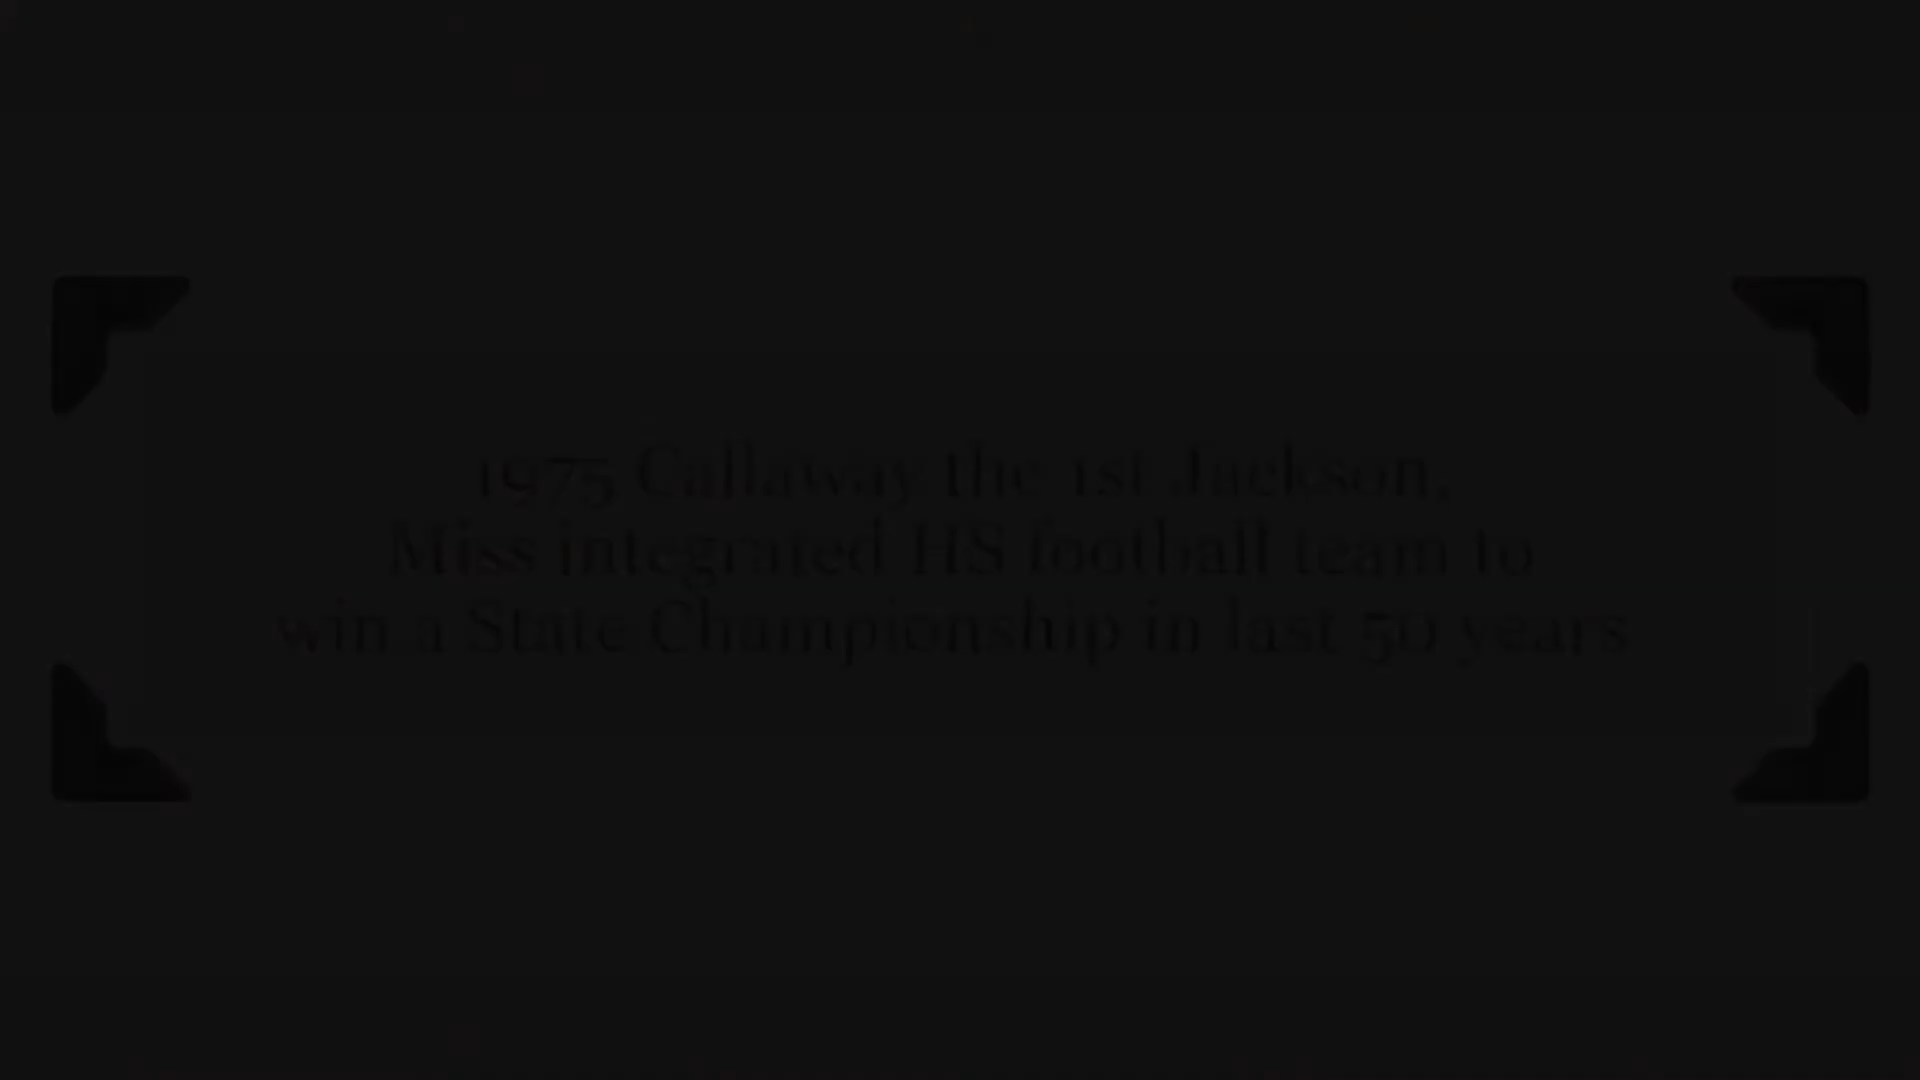 1975 Callaway the 1st Jackson,
Miss integrated HS football team to
win a State Championship in last 50 years